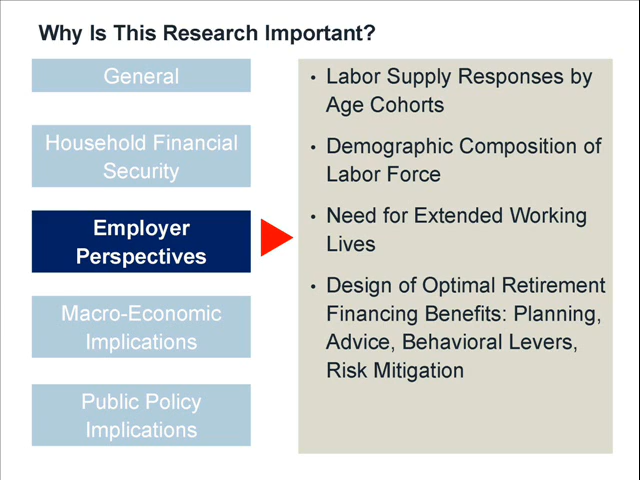 Why Is This Research Important?
General
Household Financial
Security
Employer
Perspectives
Macro-Economic
Implications
Public Policy
Implications
• Labor Supply Responses by
Age Cohorts
• Demographic Composition of
Labor Force
• Need for Extended Working
Lives
• Design of Optimal Retirement
Financing Benefits: Planning,
Advice, Behavioral Levers,
Risk Mitigation